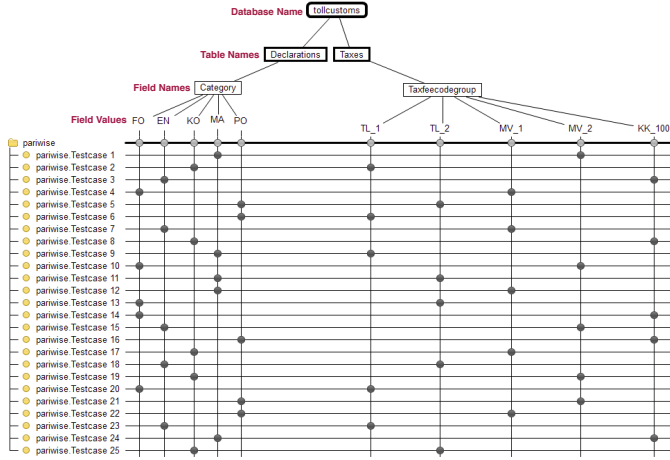 Database Name tollcustoms
Table Names Declarations Taxes
Field Names Category Taxfeecodegroup
Field Values FO EN KO MA PO TL_1 TL_2 MV_1 MV_2 KK_100
pariwise
pariwise.Testcase 1
pariwise.Testcase 2
pariwise.Testcase 3
pariwise.Testcase 4
pariwise.Testcase 5
pariwise.Testcase 6
pariwise.Testcase 7
pariwise.Testcase 8
pariwise.Testcase 9
pariwise.Testcase 10
pariwise.Testcase 11
pariwise.Testcase 12
pariwise.Testcase 13
pariwise.Testcase 14
pariwise.Testcase 15
pariwise.Testcase 16
pariwise.Testcase 17
pariwise.Testcase 18
pariwise.Testcase 19
pariwise.Testcase 20
pariwise.Testcase 21
pariwise.Testcase 22
pariwise.Testcase 23
pariwise.Testcase 24
pariwise.Testcase 25